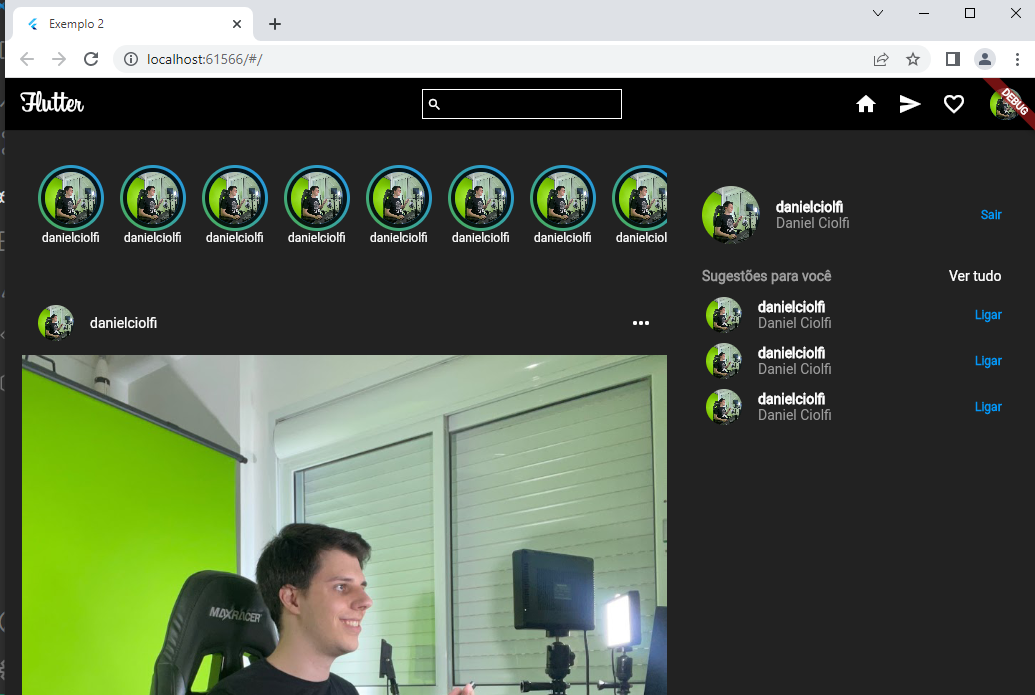 Exemplo 2
localhost:61566/#/
Flutter
DEBUG
danielciolfi danielciolfi danielciolfi danielciolfi danielciolfi danielciolfi danielciolfi danielciol
danielciolfi
Daniel Ciolfi
Sair
Sugestões para você
Ver tudo
danielciolfi
Daniel Ciolfi
Ligar
danielciolfi
Daniel Ciolfi
Ligar
danielciolfi
Daniel Ciolfi
Ligar
danielciolfi
MAXRACER